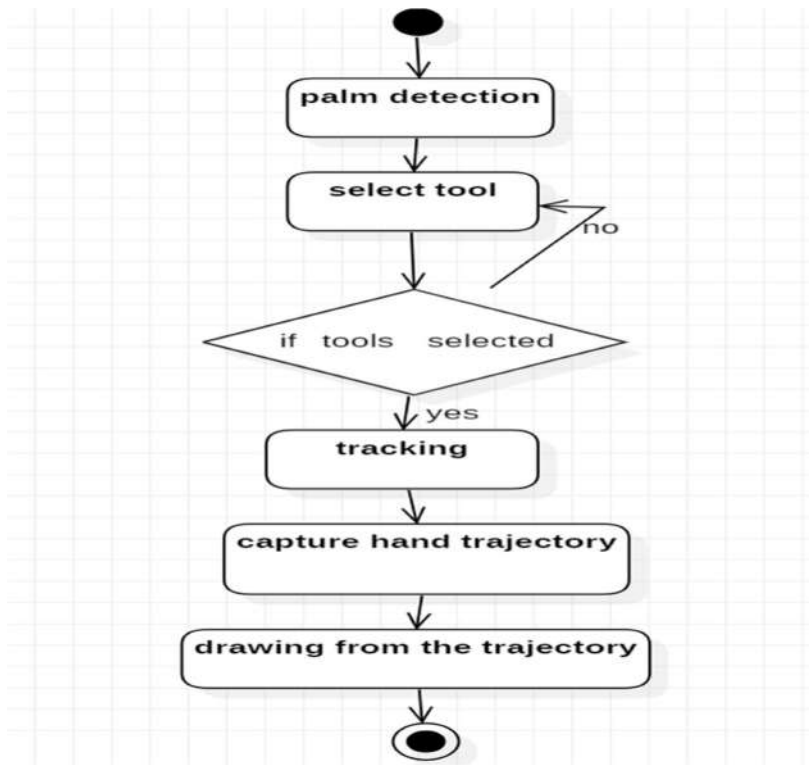 palm detection
select tool
no
if tools selected
yes
tracking
capture hand trajectory
drawing from the trajectory